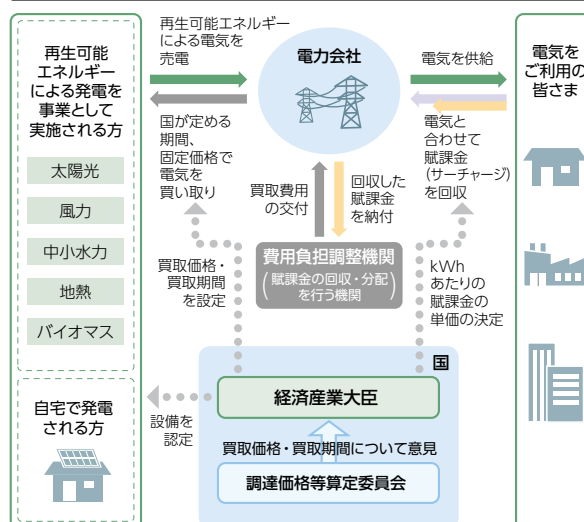 再生可能
エネルギー
による発電を
事業として
実施される方
太陽光
風力
中小水力
地熱
バイオマス
自宅で発電
される方
再生可能エネルギー
による電気を
売電
国が定める
期間、
固定価格で
電気を
買い取り
電力会社
電気を供給
電気と
合わせて
賦課金
(サーチャージ)
を回収
電気を
ご利用の
皆さま
買取費用
の交付
回収した
賦課金
を納付
費用負担調整機関
(賦課金の回収・分配
を行う機関)
買取価格・
買取期間
を設定
kWh
あたりの
賦課金の
単価の決定
国
経済産業大臣
設備を
認定
買取価格・買取期間について意見
調達価格等算定委員会